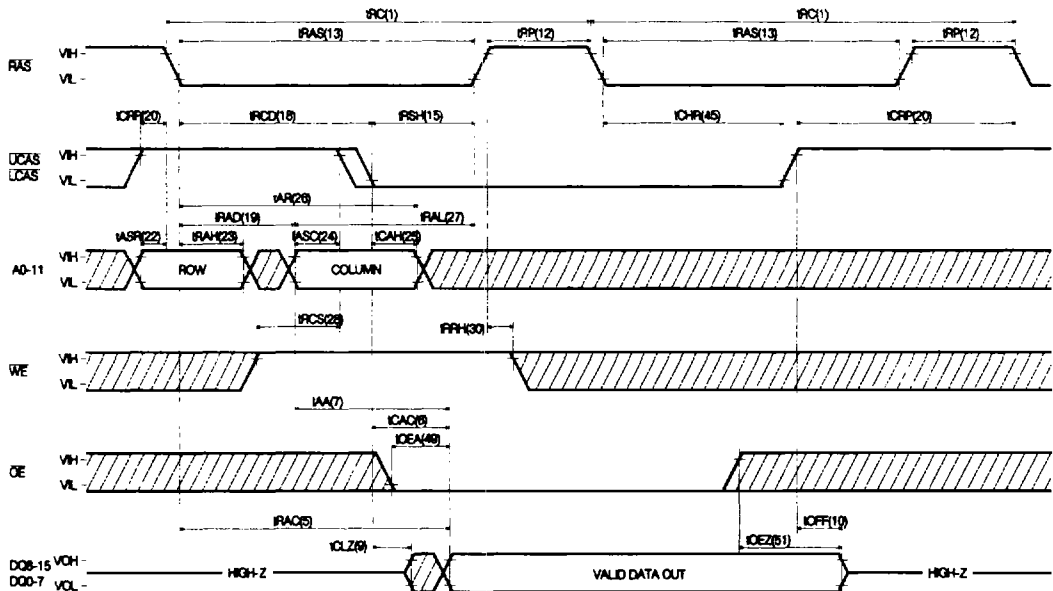 tRC(1) tRC(1)
tRAS(13) tRP(12) tRAS(13) tRP(12)
RAS VIH
VIL
tCRP(20) tRCD(18) tRSH(15) tCHR(45) tCRP(20)
UCAS VIH
LCAS VIL
tAR(26)
tRAD(19) tRAL(27)
tASR(22) tRAH(23) tASC(24) tCAH(25)
A0-11 VIH ROW COLUMN
VIL
tRCS(28) tRRH(30)
WE VIH
VIL
tAA(7)
tCAC(6)
tOEA(49)
OE VIH
VIL
tRAC(5) tOFF(10)
tCLZ(9) tOEZ(51)
DQ8-15 VOH HIGH-Z VALID DATA OUT HIGH-Z
DQ0-7 VOL